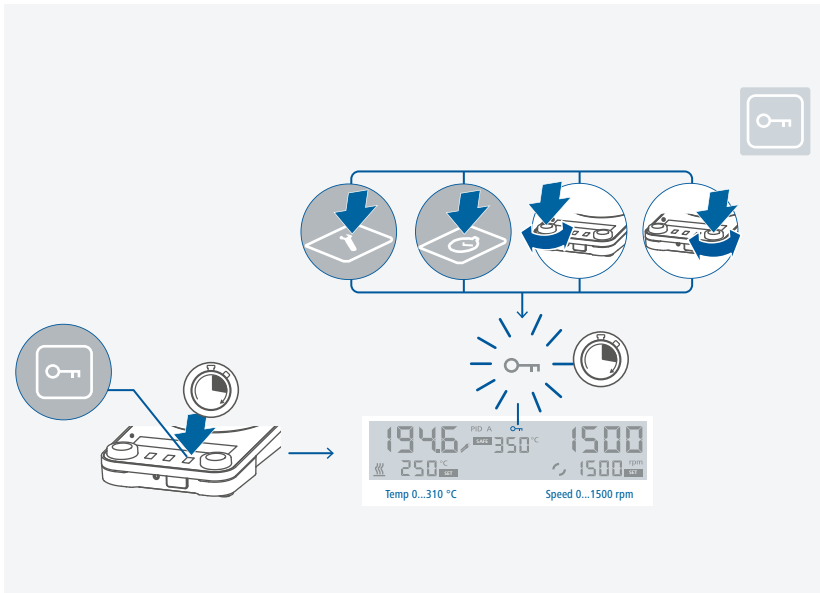 194.6
PID A
SAFE 350 °C
1500
250 °C SET
1500 rpm SET
Temp 0...310 °C
Speed 0...1500 rpm